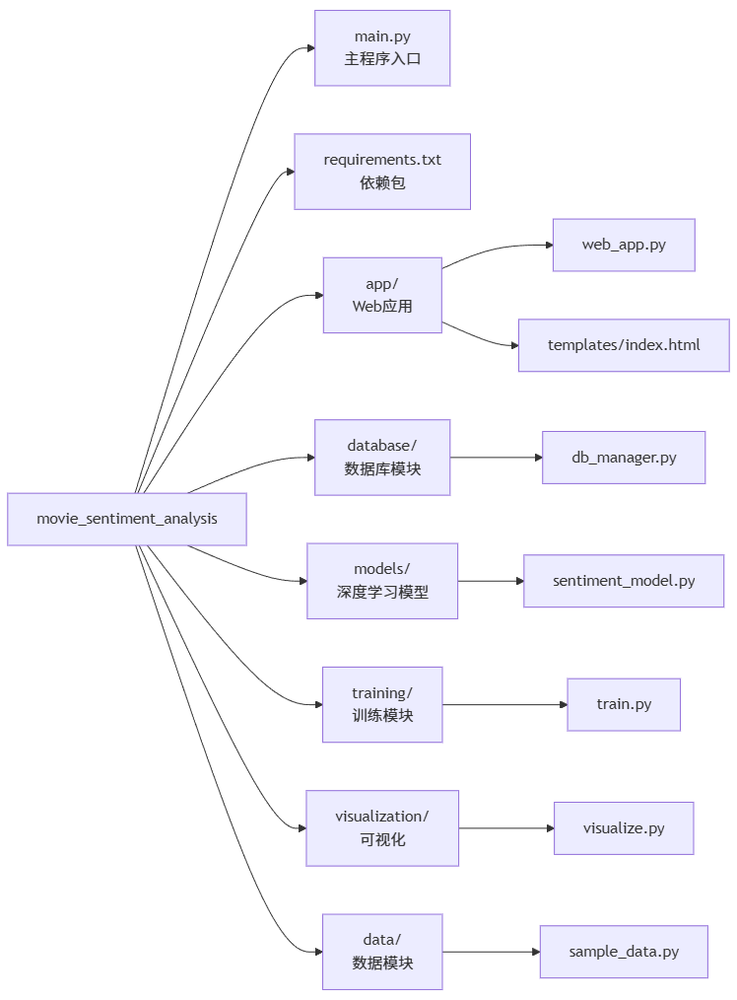 main.py
主程序入口
requirements.txt
依赖包
app/
Web应用
web_app.py
templates/index.html
database/
数据库模块
db_manager.py
movie_sentiment_analysis
models/
深度学习模型
sentiment_model.py
training/
训练模块
train.py
visualization/
可视化
visualize.py
data/
数据模块
sample_data.py